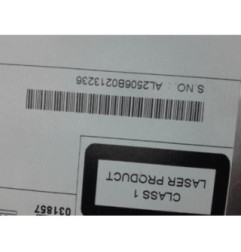 S.NO.: AL2506B0213236
CLASS 1
LASER PRODUCT
031857